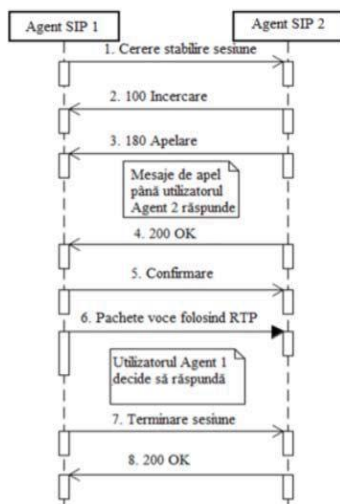 Agent SIP 1
Agent SIP 2
1. Cerere stabilire sesiune
2. 100 Incercare
3. 180 Apelare
Mesaje de apel
până utilizatorul
Agent 2 răspunde
4. 200 OK
5. Confirmare
6. Pachete voce folosind RTP
Utilizatorul Agent 1
decide să răspundă
7. Terminare sesiune
8. 200 OK